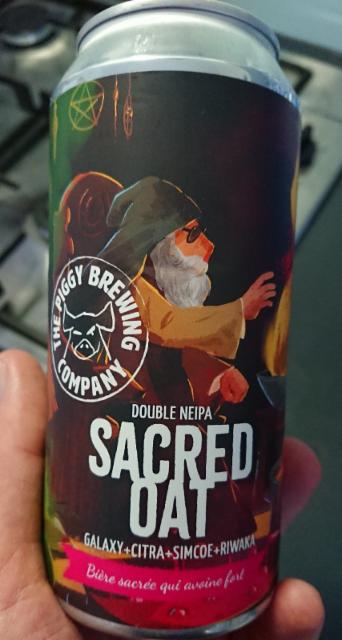 THE PIGGY BREWING
COMPANY
DOUBLE NEIPA
SACRED
OAT
GALAXY+CITRA+SIMCOE+RIWAKA
Bière sacrée qui avoine fort